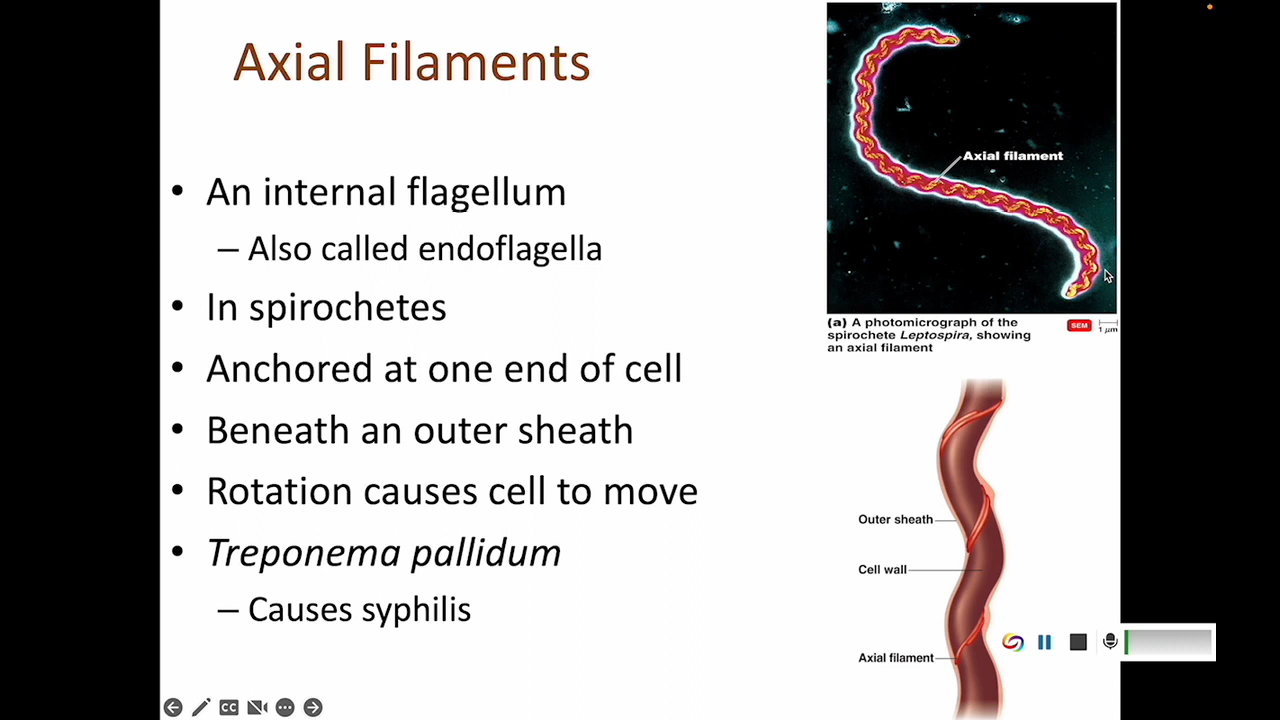 Axial Filaments
• An internal flagellum
– Also called endoflagella
• In spirochetes
• Anchored at one end of cell
• Beneath an outer sheath
• Rotation causes cell to move
• Treponema pallidum
– Causes syphilis
Axial filament
(a) A photomicrograph of the
spirochete Leptospira, showing
an axial filament
SEM
1 µm
Outer sheath
Cell wall
Axial filament
CC